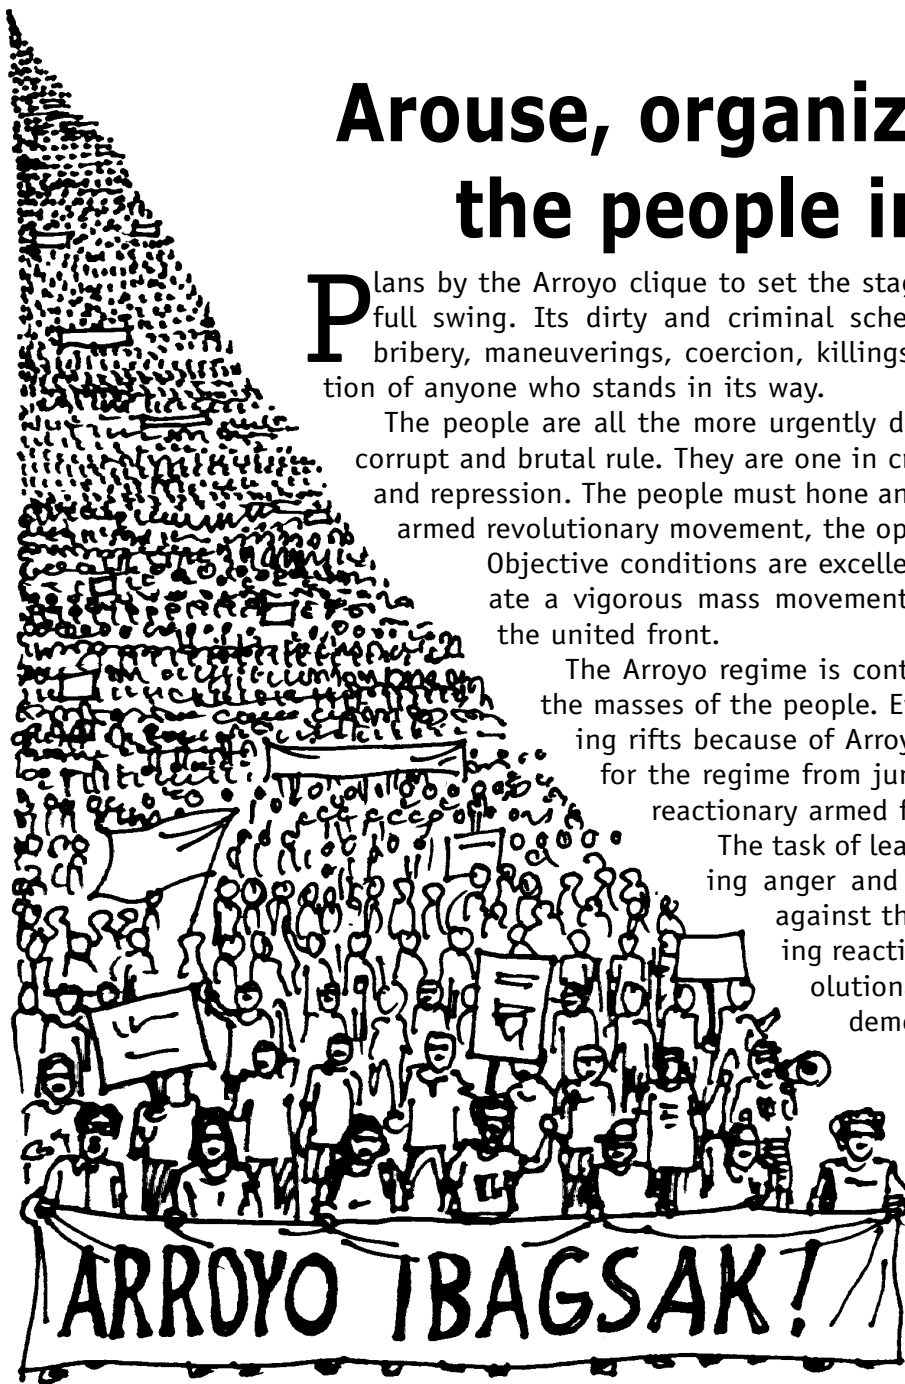 Arouse, organiz
the people in
Plans by the Arroyo clique to set the stag
full swing. Its dirty and criminal sche
bribery, maneuverings, coercion, killings
tion of anyone who stands in its way.
The people are all the more urgently d
corrupt and brutal rule. They are one in cr
and repression. The people must hone an
armed revolutionary movement, the op
Objective conditions are excelle
ate a vigorous mass movement
the united front.
The Arroyo regime is cont
the masses of the people. E
ing rifts because of Arroy
for the regime from jun
reactionary armed f
The task of lea
ing anger and
against th
ing reacti
olution
dem
ARROYO IBAGSAK!